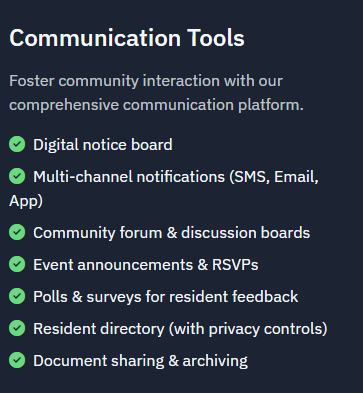 Communication Tools
Foster community interaction with our
comprehensive communication platform.
Digital notice board
Multi-channel notifications (SMS, Email,
App)
Community forum & discussion boards
Event announcements & RSVPs
Polls & surveys for resident feedback
Resident directory (with privacy controls)
Document sharing & archiving